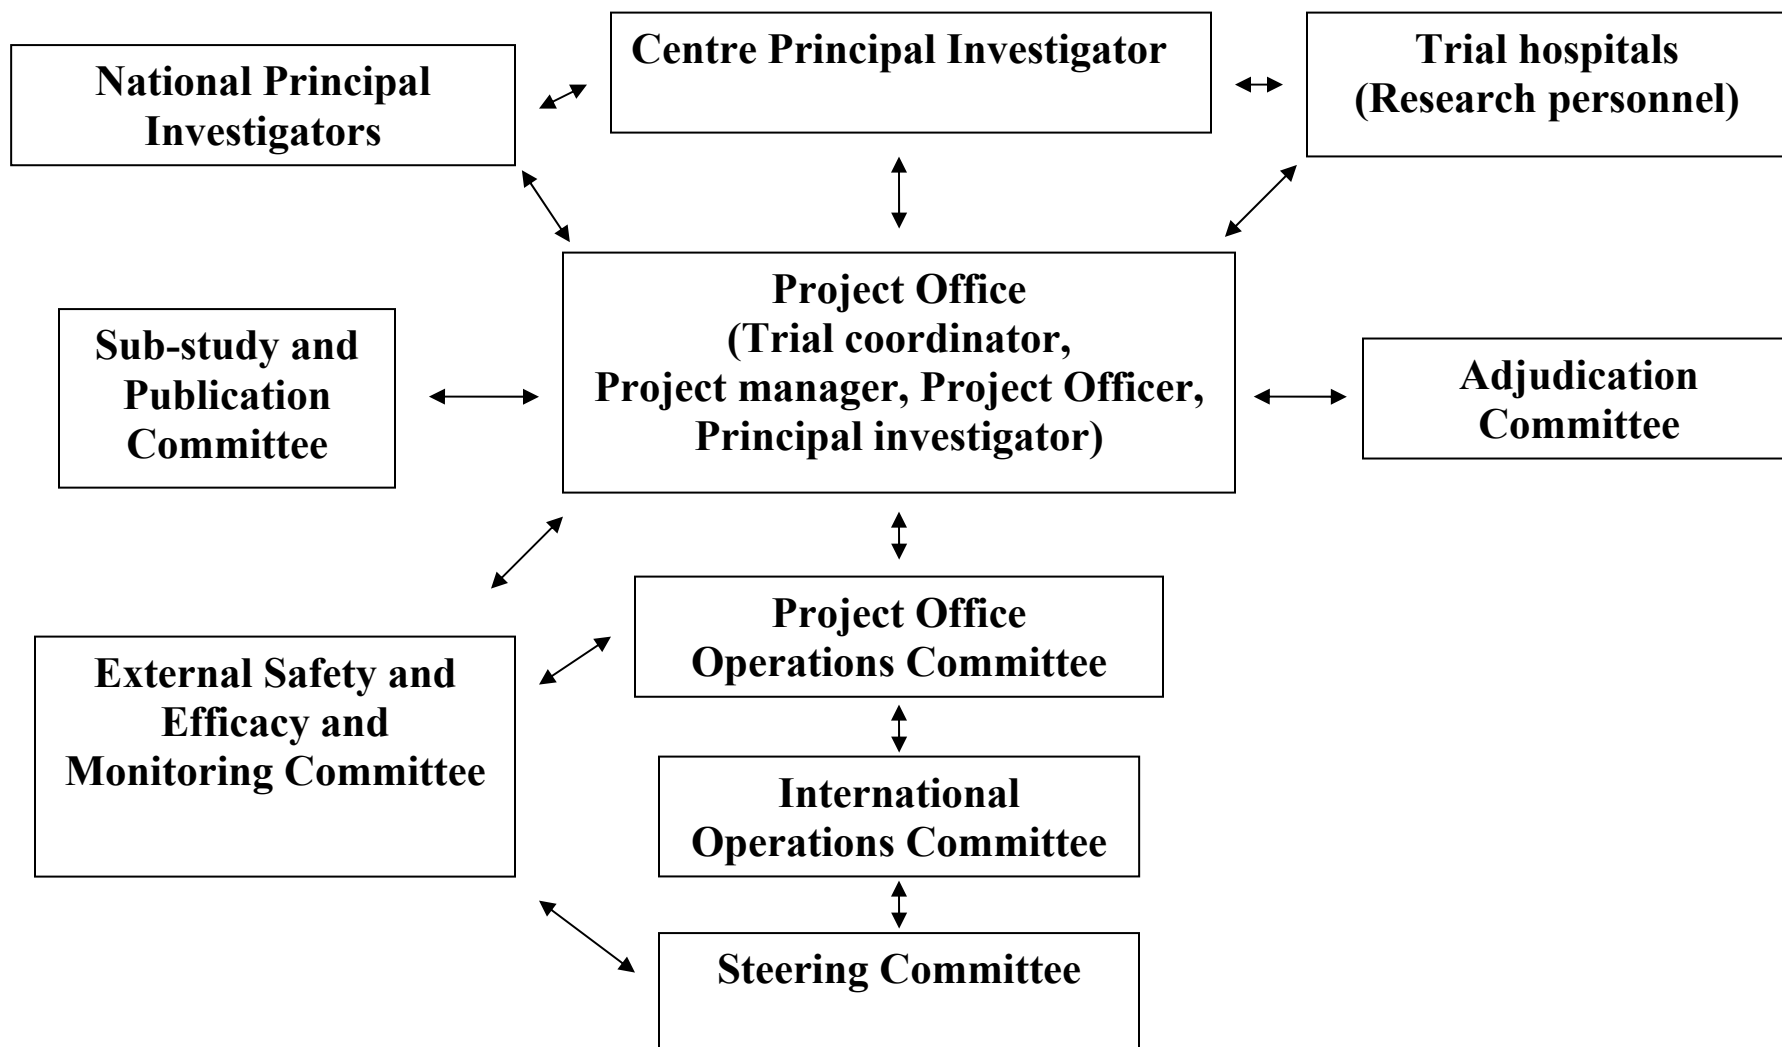 National Principal
Investigators
Centre Principal Investigator
Trial hospitals
(Research personnel)
Project Office
(Trial coordinator,
Project manager, Project Officer,
Principal investigator)
Sub-study and
Publication
Committee
Adjudication
Committee
Project Office
Operations Committee
External Safety and
Efficacy and
Monitoring Committee
International
Operations Committee
Steering Committee